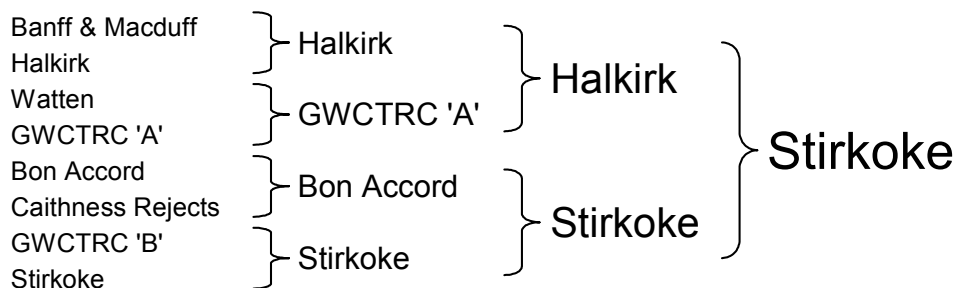 Banff & Macduff
Halkirk
Watten
GWCTRC 'A'
Bon Accord
Caithness Rejects
GWCTRC 'B'
Stirkoke
Halkirk
GWCTRC 'A'
Bon Accord
Stirkoke
Halkirk
Stirkoke
Stirkoke